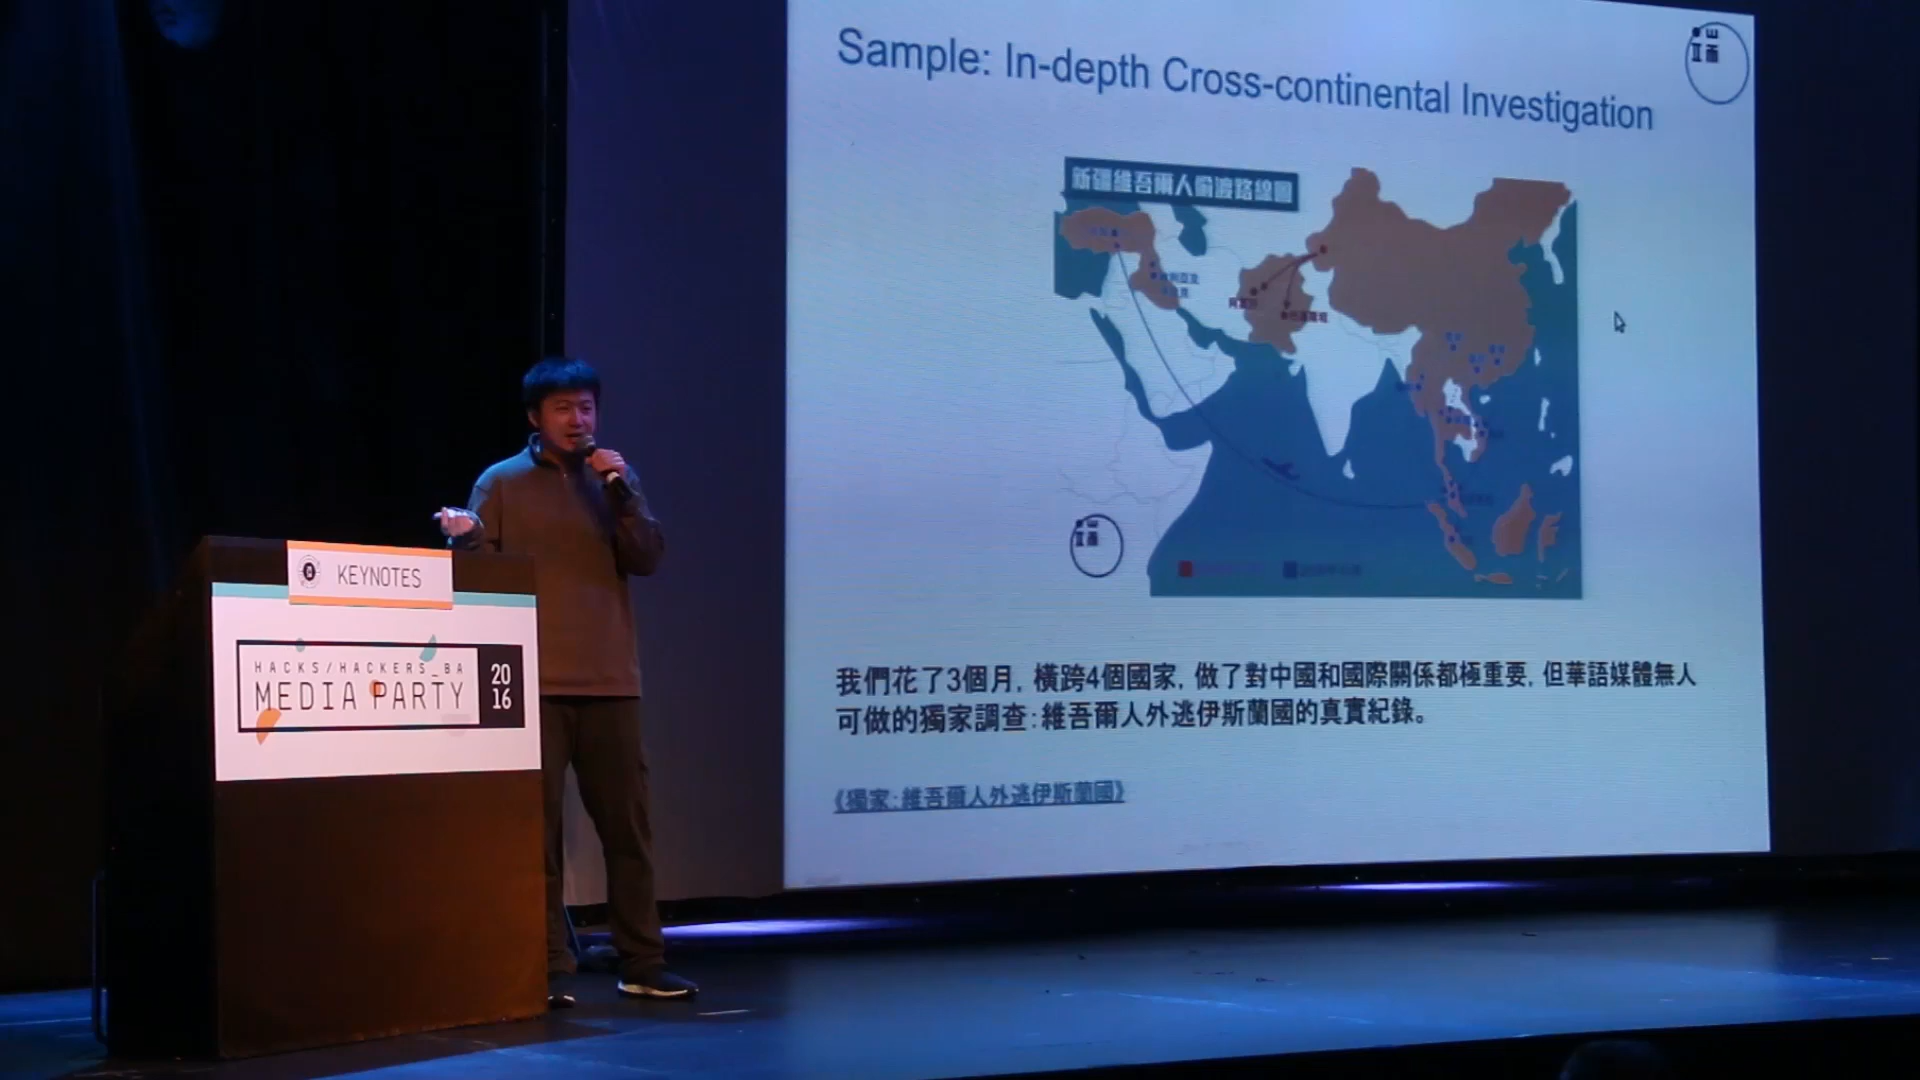 Sample: In-depth Cross-continental Investigation
端
新疆維吾爾人偷渡路線圖
端
我們花了3個月, 橫跨4個國家, 做了對中國和國際關係都極重要, 但華語媒體無人
可做的獨家調查: 維吾爾人外逃伊斯蘭國的真實紀錄。
《獨家: 維吾爾人外逃伊斯蘭國》
KEYNOTES
HACKS/HACKERS_BA
MEDIA PARTY
20
16